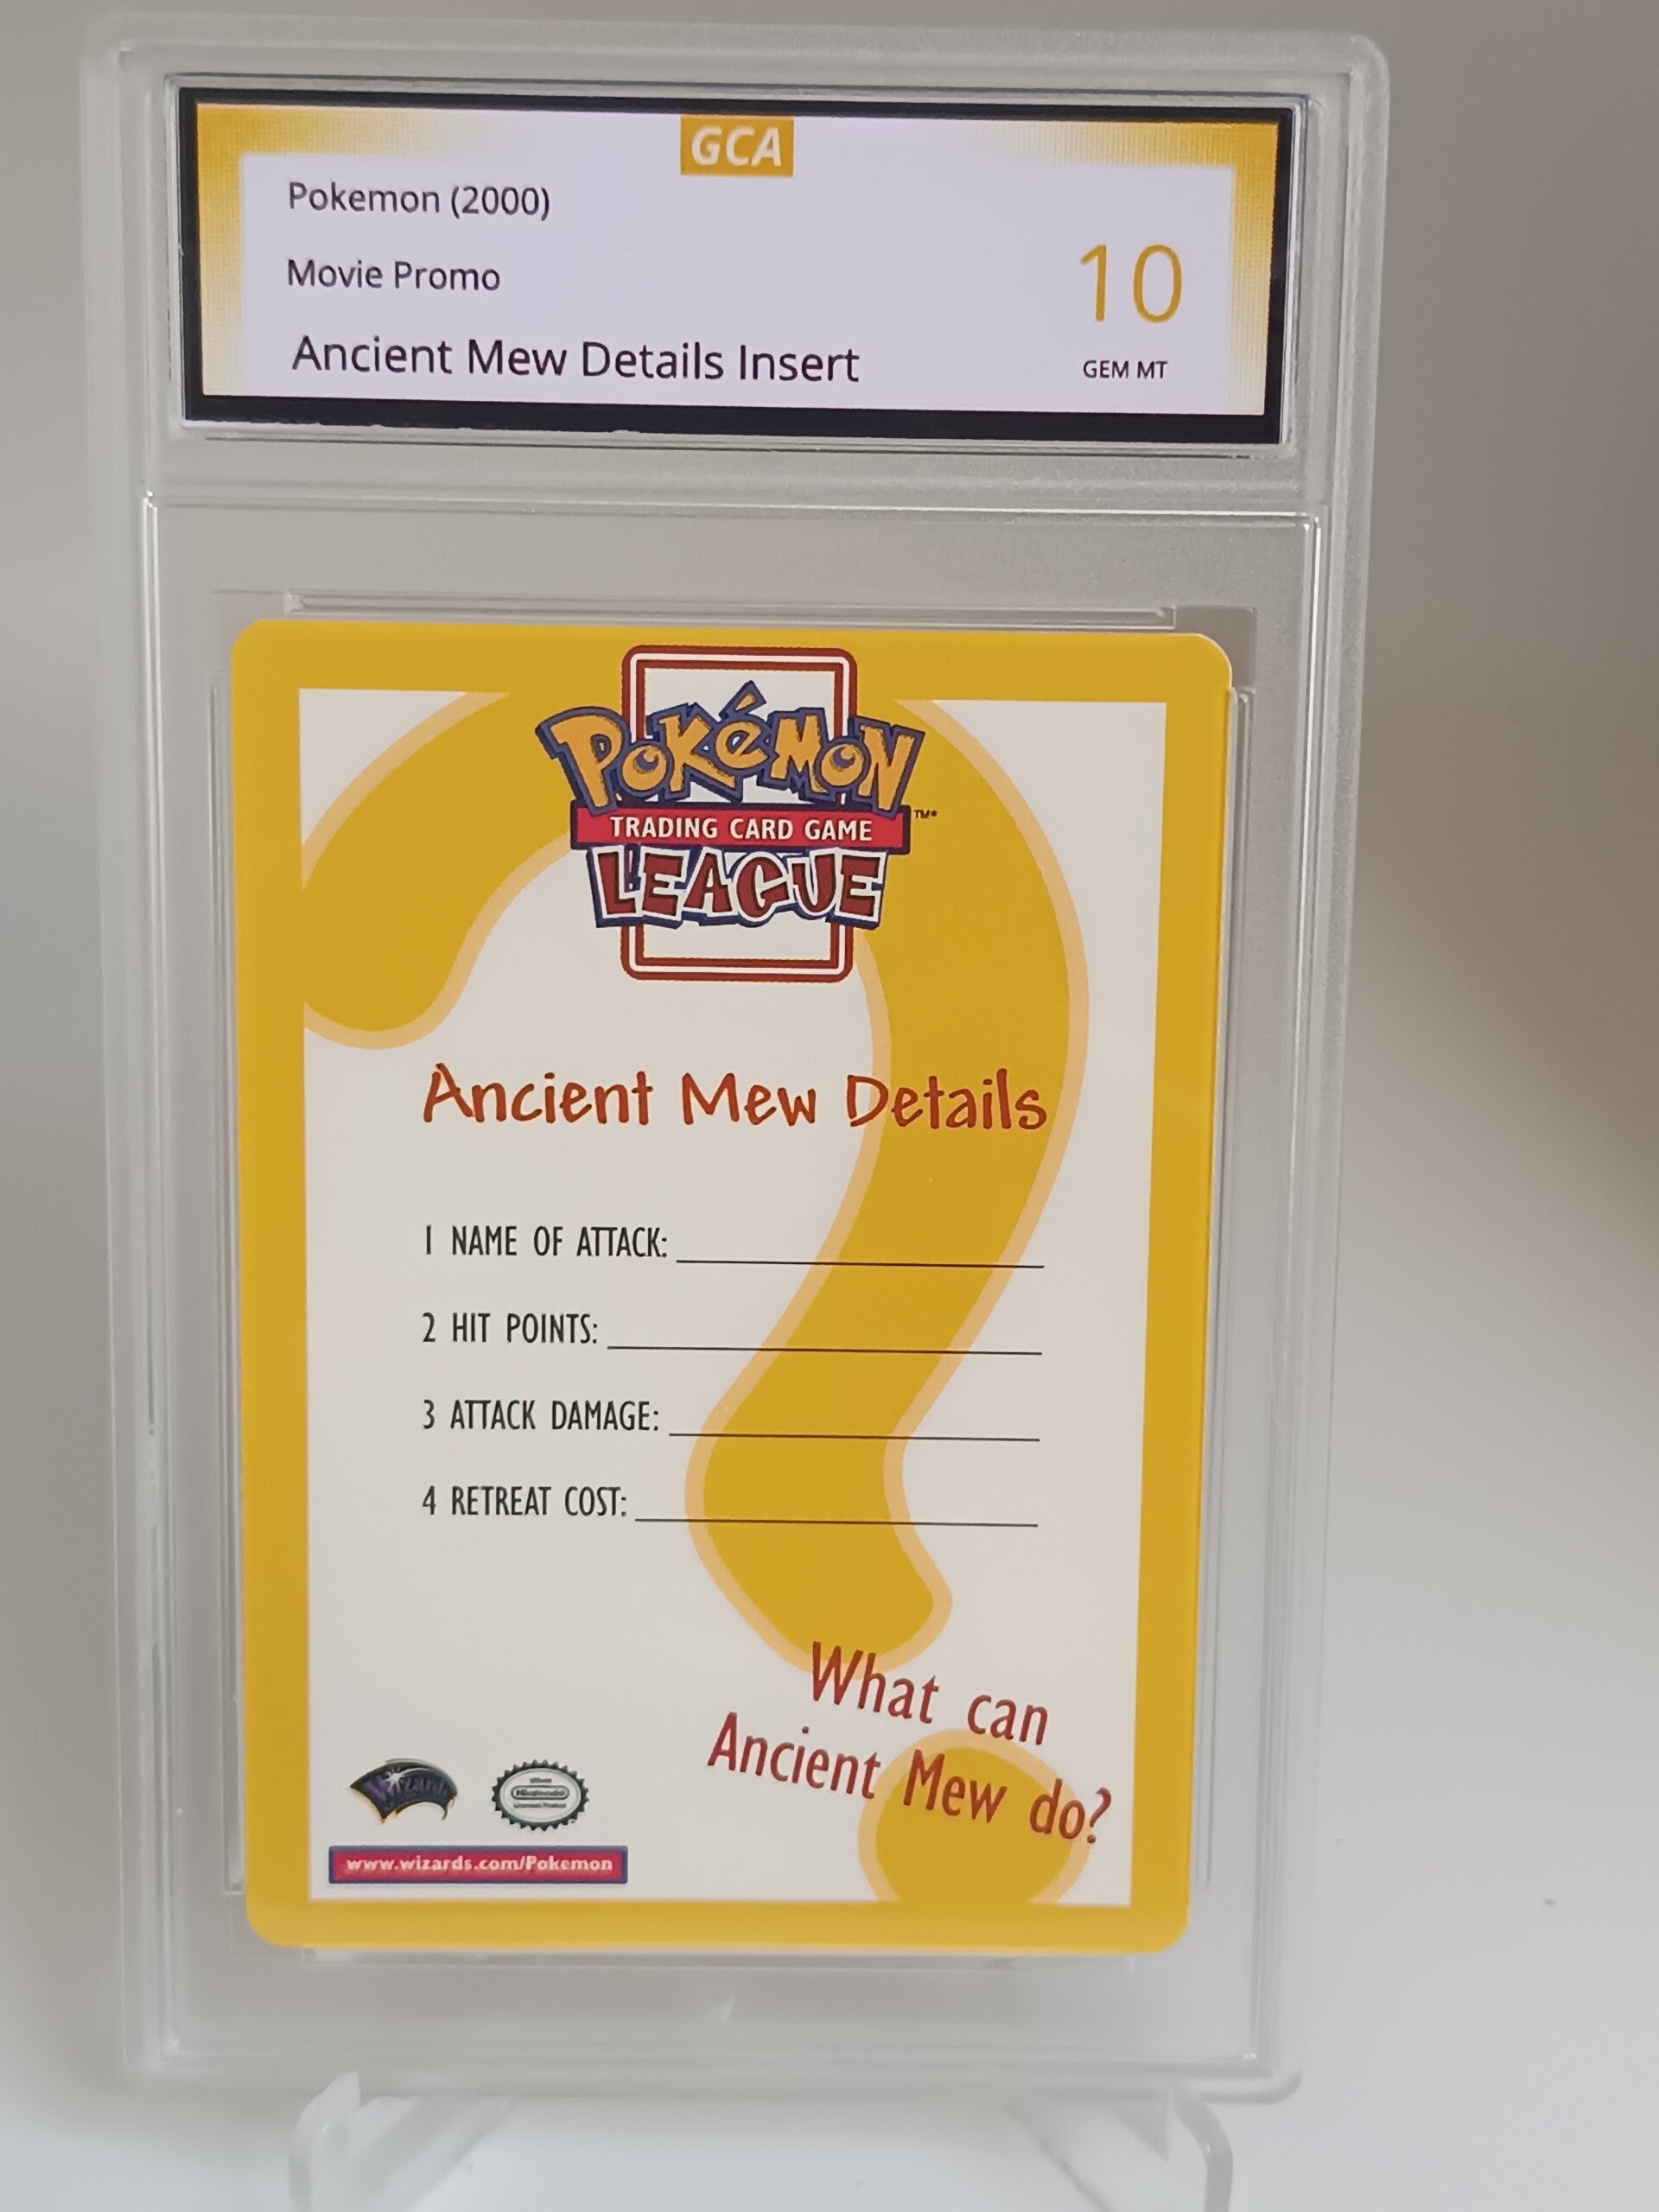 GCA
Pokemon (2000)
Movie Promo
10
Ancient Mew Details Insert
GEM MT
POKéMON
TRADING CARD GAME
LEAGUE
Ancient Mew Details
1 NAME OF ATTACK:
2 HIT POINTS:
3 ATTACK DAMAGE:
4 RETREAT COST:
What can
Ancient Mew do?
Wizards
Nintendo
www.wizards.com/Pokemon